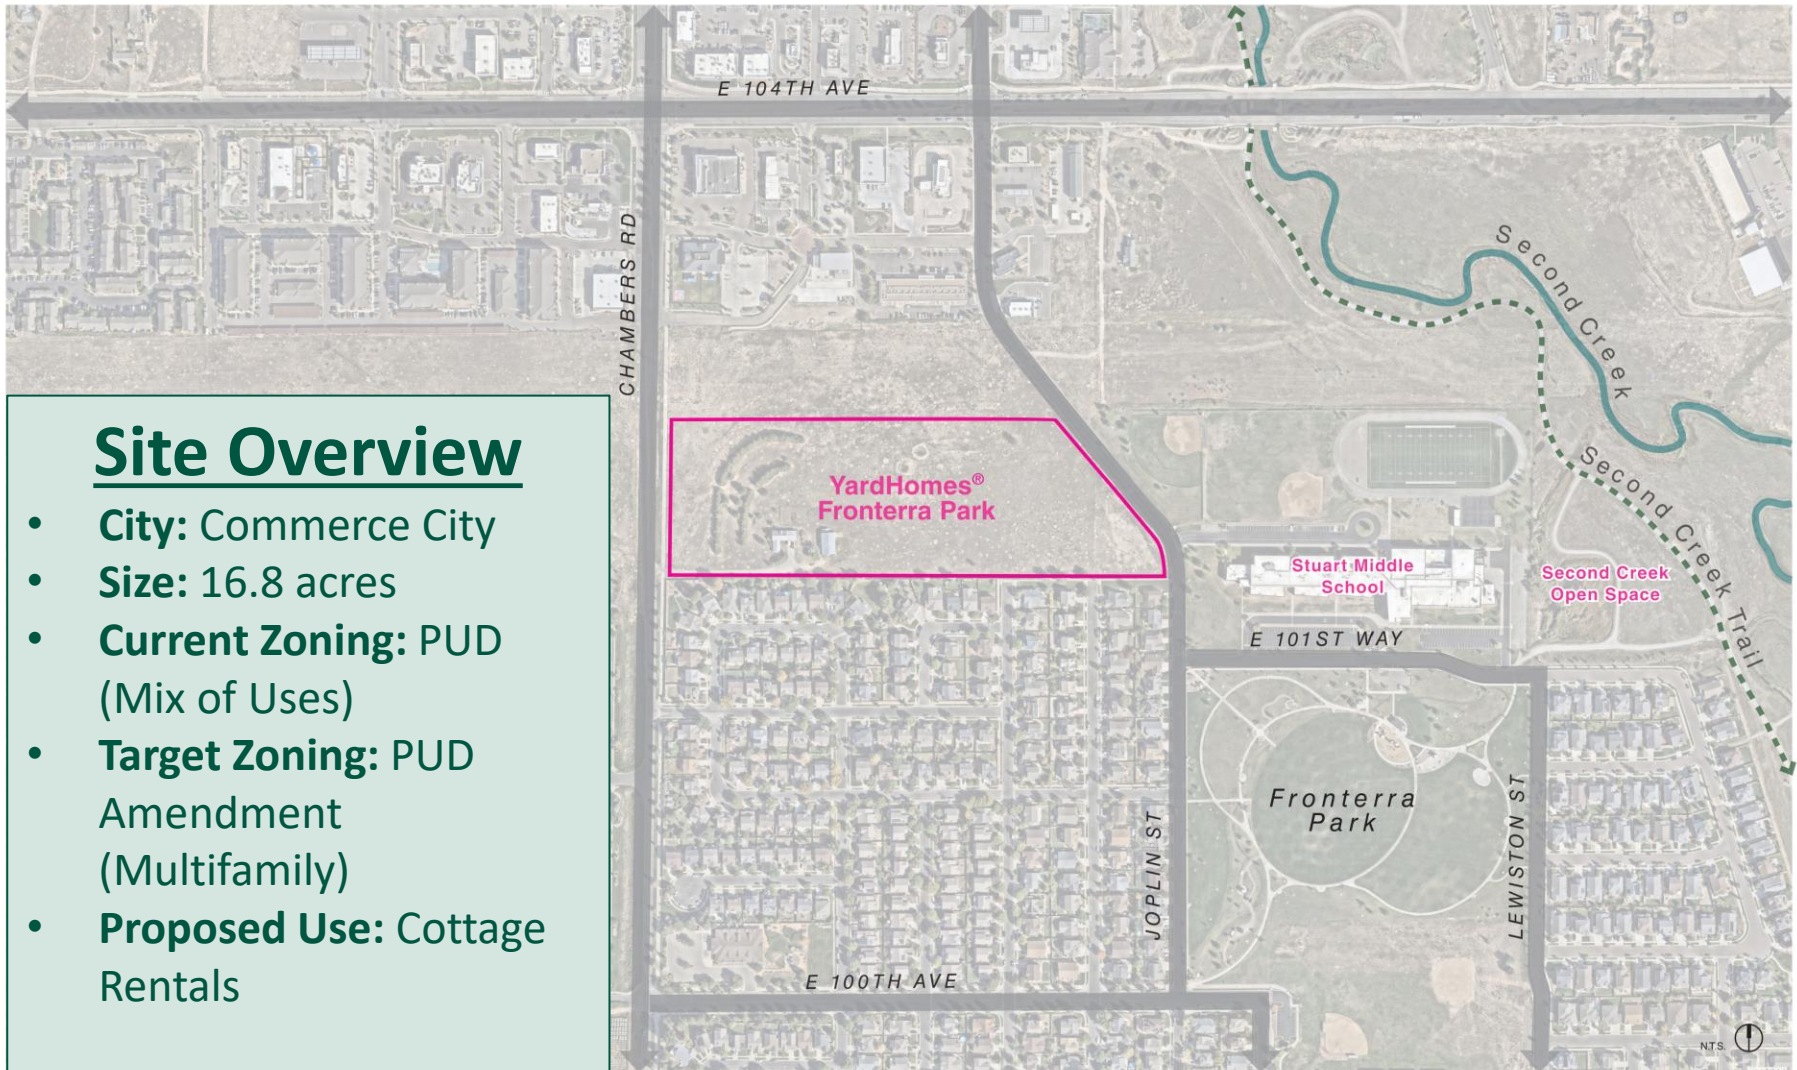 E 104TH AVE
CHAMBERS RD
Second Creek
Site Overview
• City: Commerce City
• Size: 16.8 acres
• Current Zoning: PUD
(Mix of Uses)
• Target Zoning: PUD
Amendment
(Multifamily)
• Proposed Use: Cottage
Rentals
YardHomes®
Fronterra Park
Second Creek Trail
Stuart Middle
School
Second Creek
Open Space
E 101ST WAY
Fronterra
Park
JOPLIN ST
LEWISTON ST
E 100TH AVE
N.T.S.